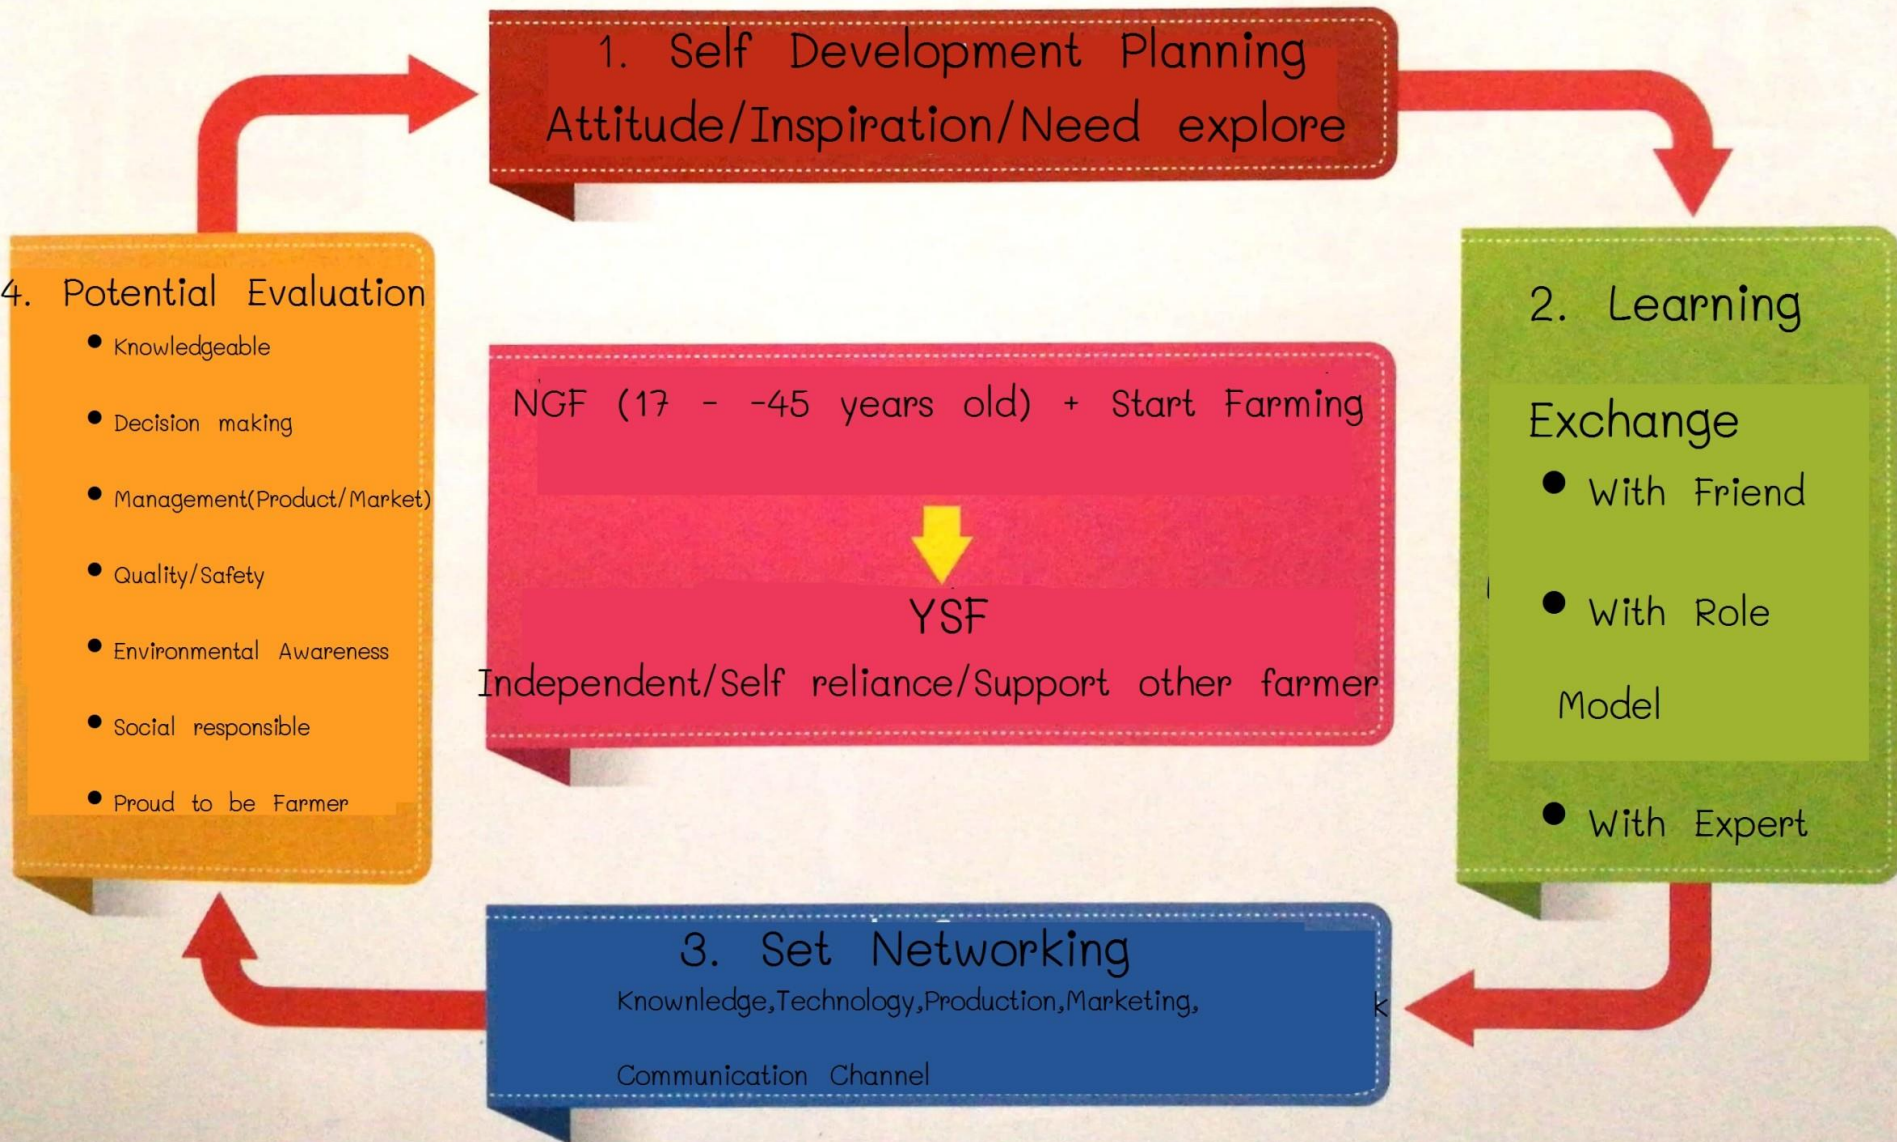 1. Self Development Planning
Attitude/Inspiration/Need explore
2. Learning
Exchange
• With Friend
• With Role
Model
• With Expert
3. Set Networking
Knownledge,Technology,Production,Marketing,
k
Communication Channel
4. Potential Evaluation
• Knowledgeable
• Decision making
• Management(Product/Market)
• Quality/Safety
• Environmental Awareness
• Social responsible
• Proud to be Farmer
NGF (17 - -45 years old) + Start Farming
YSF
Independent/Self reliance/Support other farmer